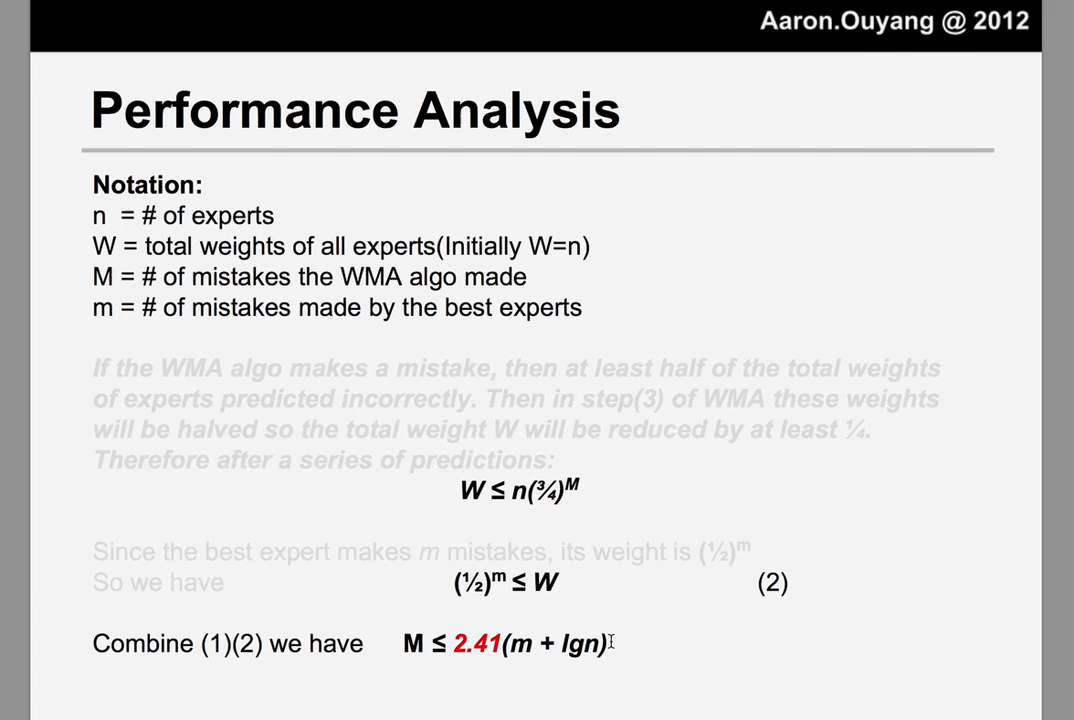 Aaron.Ouyang @ 2012
Performance Analysis
Notation:
n = # of experts
W = total weights of all experts(Initially W=n)
M = # of mistakes the WMA algo made
m = # of mistakes made by the best experts
If the WMA algo makes a mistake, then at least half of the total weights
of experts predicted incorrectly. Then in step(3) of WMA these weights
will be halved so the total weight W will be reduced by at least ¼.
Therefore after a series of predictions:
W ≤ n(¾)ᴹ
Since the best expert makes m mistakes, its weight is (½)ᵐ
So we have (½)ᵐ ≤ W (2)
Combine (1)(2) we have M ≤ 2.41(m + lgn)